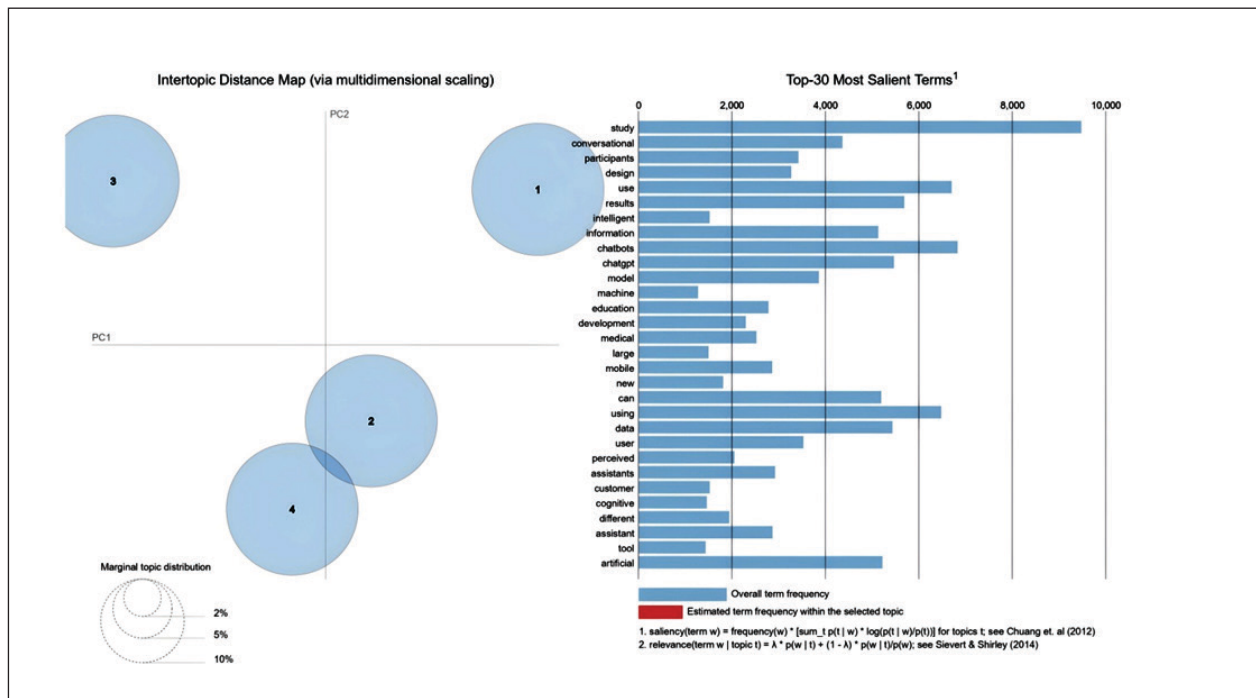 Intertopic Distance Map (via multidimensional scaling)
PC2
3
1
PC1
2
4
Marginal topic distribution
2%
5%
10%
Top-30 Most Salient Terms1
0 2,000 4,000 6,000 8,000 10,000
study
conversational
participants
design
use
results
intelligent
information
chatbots
chatgpt
model
machine
education
development
medical
large
mobile
new
can
using
data
user
perceived
assistants
customer
cognitive
different
assistant
tool
artificial
Overall term frequency
Estimated term frequency within the selected topic
1. saliency(term w) = frequency(w) * [sum_t p(t | w) * log(p(t | w)/p(t))] for topics t; see Chuang et. al (2012)
2. relevance(term w | topic t) = λ * p(w | t) + (1 - λ) * p(w | t)/p(w); see Sievert & Shirley (2014)